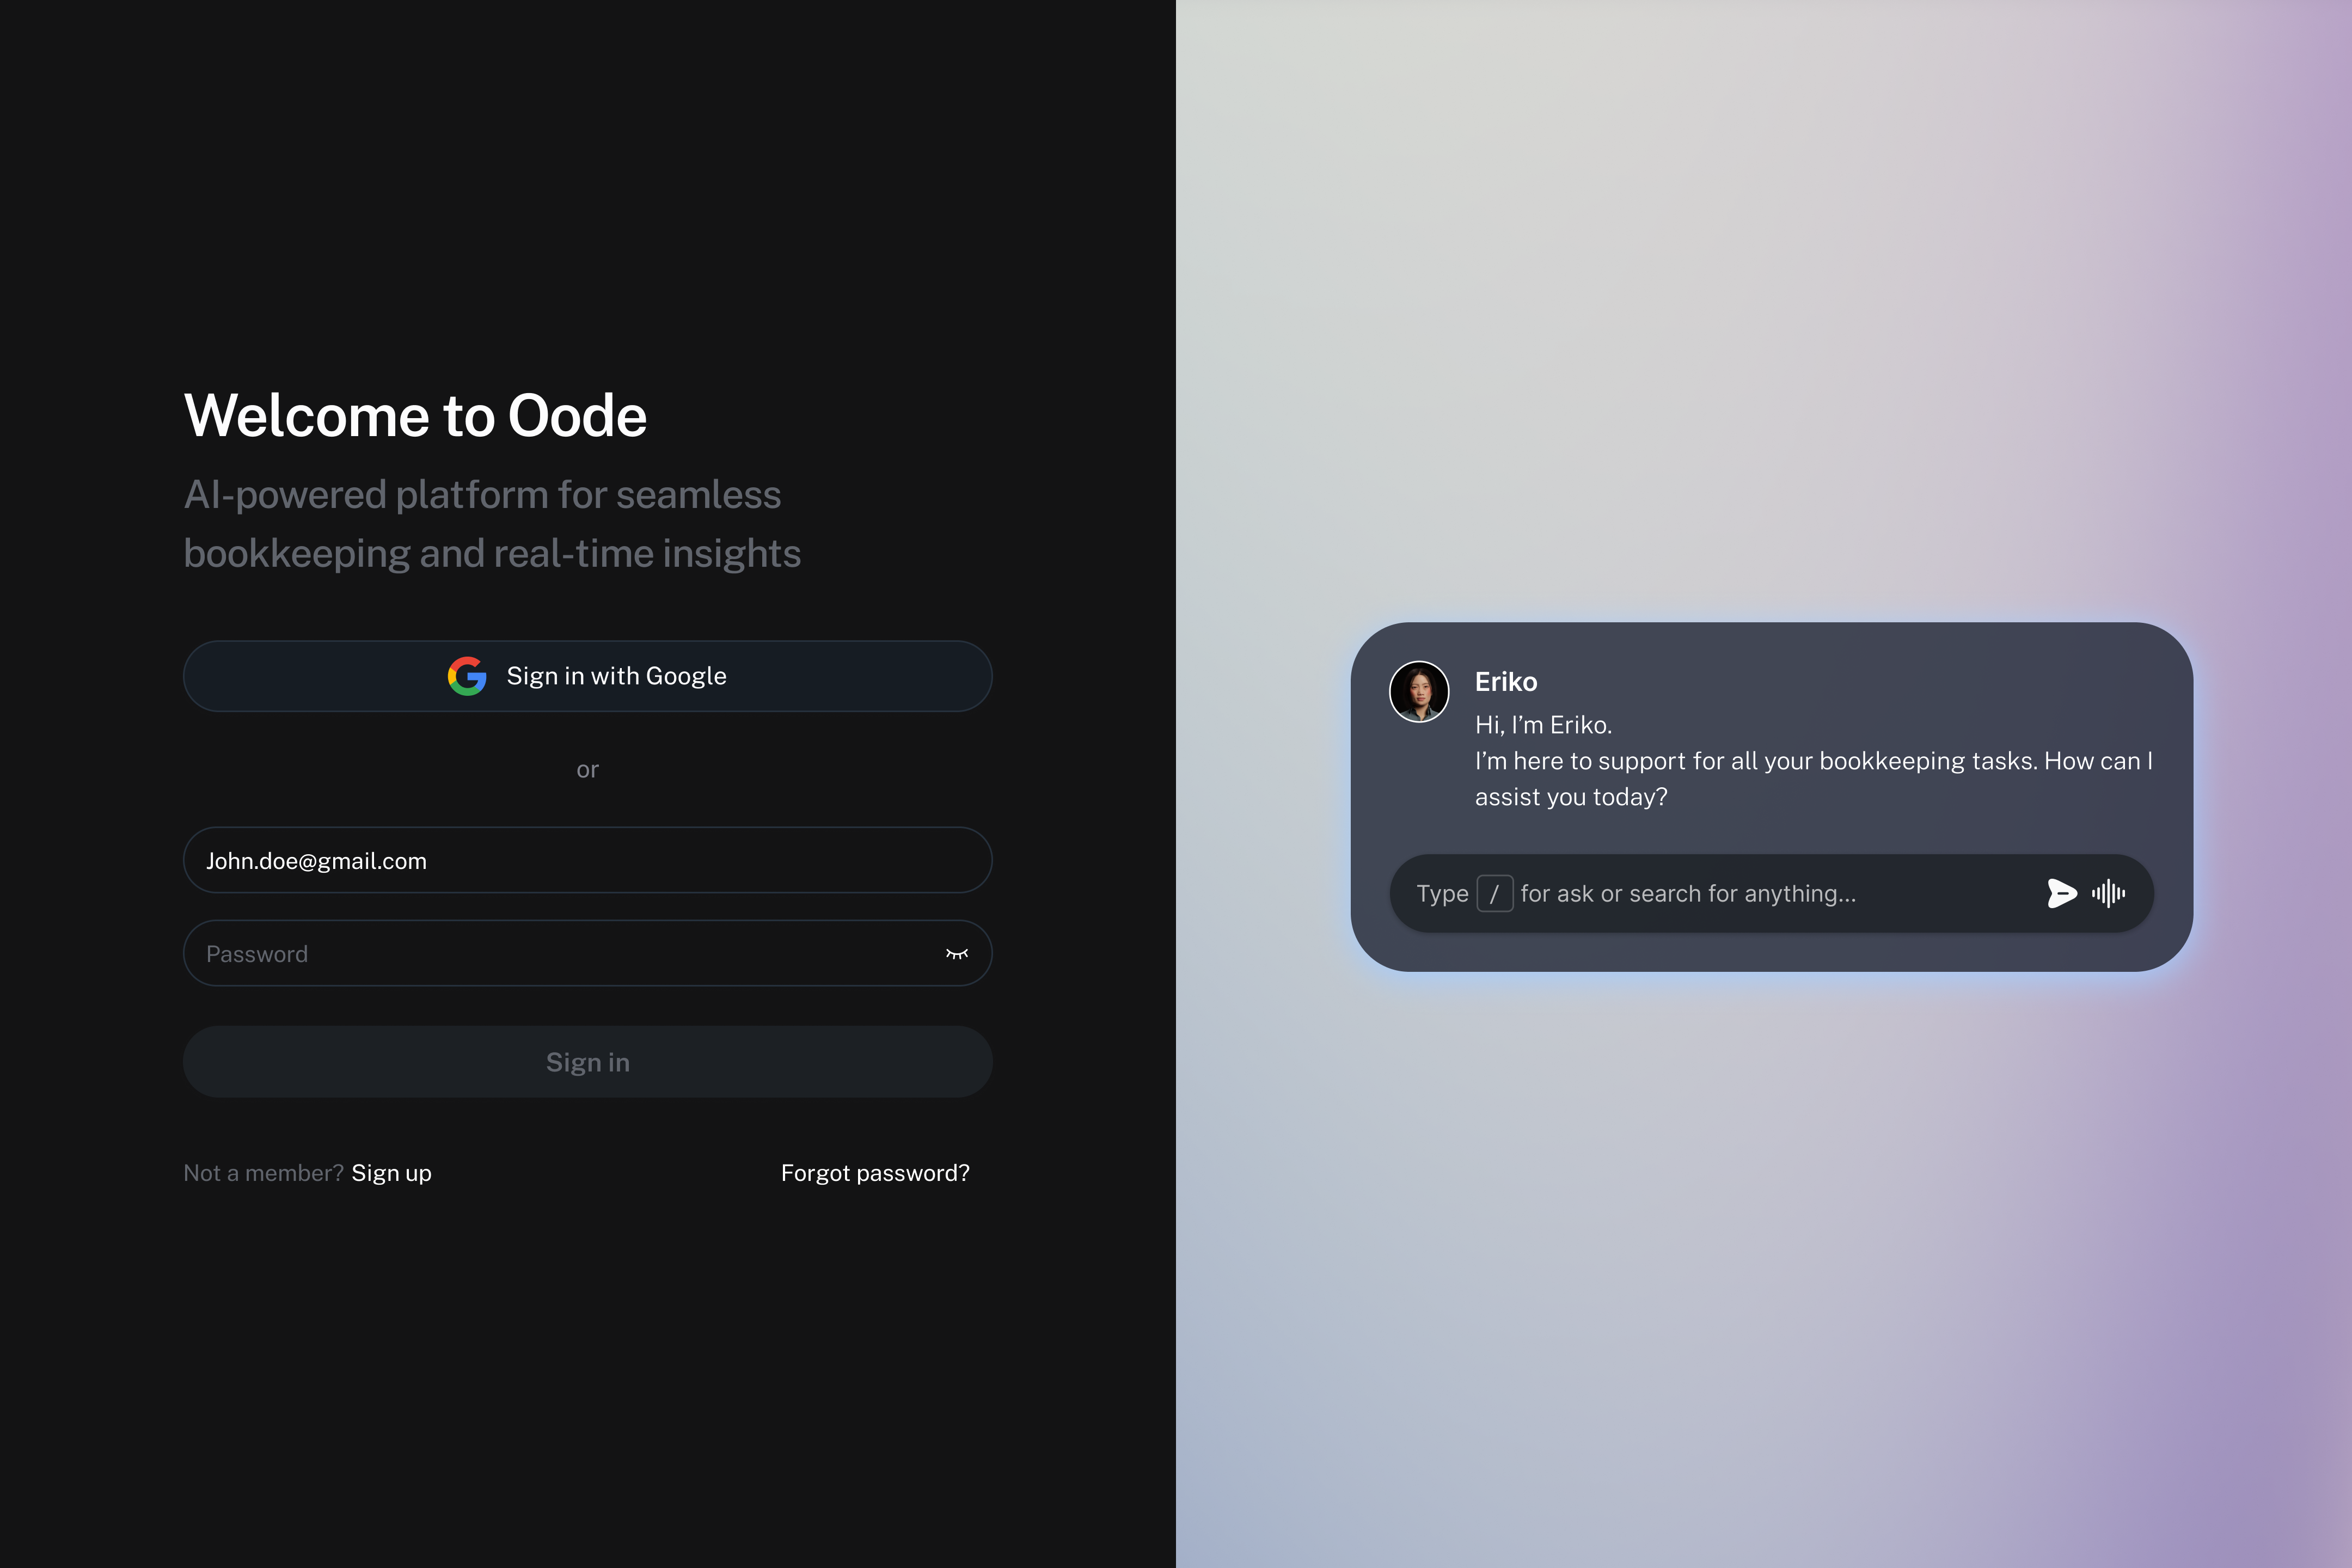 Welcome to Oode
AI-powered platform for seamless
bookkeeping and real-time insights
Sign in with Google
or
John.doe@gmail.com
Password
Sign in
Not a member? Sign up
Forgot password?
Eriko
Hi, I’m Eriko.
I’m here to support for all your bookkeeping tasks. How can I
assist you today?
Type / for ask or search for anything...